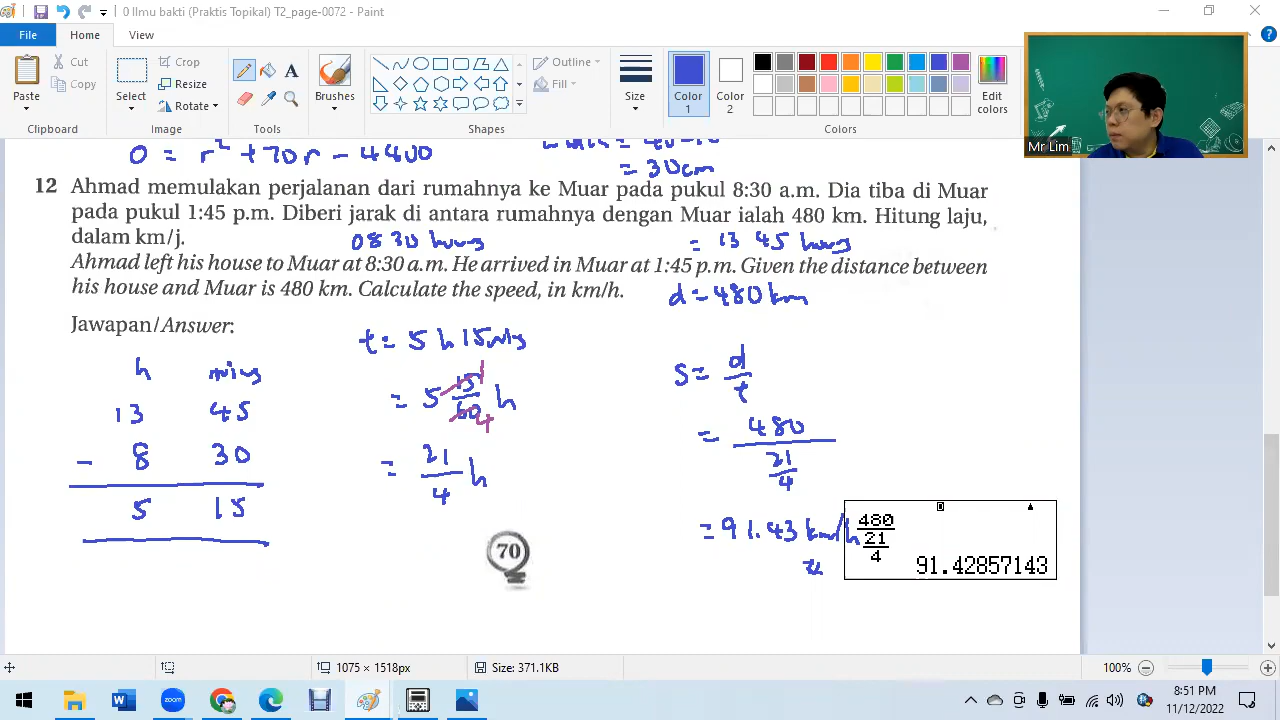 0 Ilmu bakti (Praktis Topikal) T2_page-0072 - Paint
File Home View
Paste Cut Copy Clipboard
Select Crop Resize Rotate Image
Tools
Brushes
Shapes Outline Fill
Size
Color 1 Color 2 Edit colors Colors
Mr Lim
0 = r² + 70r - 4400
= 30cm
12 Ahmad memulakan perjalanan dari rumahnya ke Muar pada pukul 8:30 a.m. Dia tiba di Muar
pada pukul 1:45 p.m. Diberi jarak di antara rumahnya dengan Muar ialah 480 km. Hitung laju,
dalam km/j.
0830 hours = 1345 hours
Ahmad left his house to Muar at 8:30 a.m. He arrived in Muar at 1:45 p.m. Given the distance between
his house and Muar is 480 km. Calculate the speed, in km/h.
d = 480 km
Jawapan/Answer:
h mins
13 45
- 8 30
5 15
t = 5 h 15 mins
= 5 15/60 h
1
4
= 21/4 h
s = d/t
= 480/(21/4)
= 91.43 km/h
480
21
4
91.42857143
70
1075 × 1518px Size: 371.1KB 100%
zoom
8:51 PM
11/12/2022